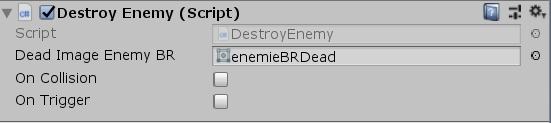 Destroy Enemy (Script)
Script DestroyEnemy
Dead Image Enemy BR enemieBRDead
On Collision
On Trigger